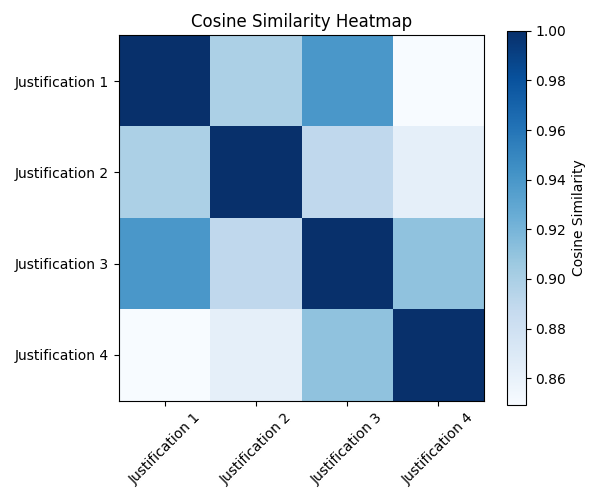 Cosine Similarity Heatmap
Justification 1
Justification 2
Justification 3
Justification 4
Justification 1
Justification 2
Justification 3
Justification 4
1.00
0.98
0.96
0.94
0.92
0.90
0.88
0.86
Cosine Similarity